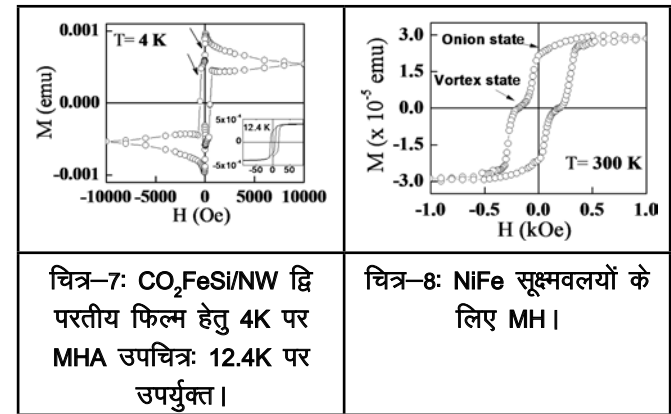 0.001
T= 4 K
M (emu)
0.000
5x10⁻⁴
12.4 K
0
-5x10⁻⁴
-50 0 50
-0.001
-10000 -5000 0 5000 10000
H (Oe)
चित्र–7: CO₂FeSi/NW द्वि
परतीय फिल्म हेतु 4K पर
MHA उपचित्रः 12.4K पर
उपर्युक्त।
3.0
Onion state
1.5
Vortex state
M (x 10⁻⁵ emu)
0.0
-1.5
T= 300 K
-3.0
-1.0 -0.5 0.0 0.5 1.0
H (kOe)
चित्र–8: NiFe सूक्ष्मवलयों के
लिए MH।